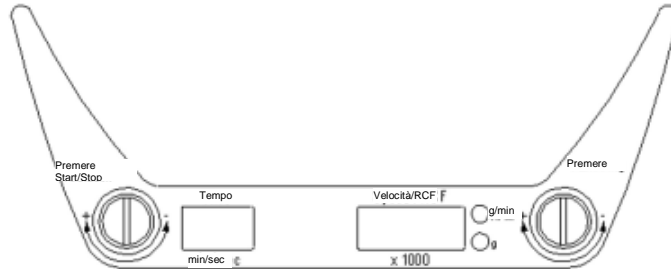 Premere
Start/Stop
Premere
Tempo
Velocità/RCF F
g/min
+
-
+
-
g
min/sec c
x 1000